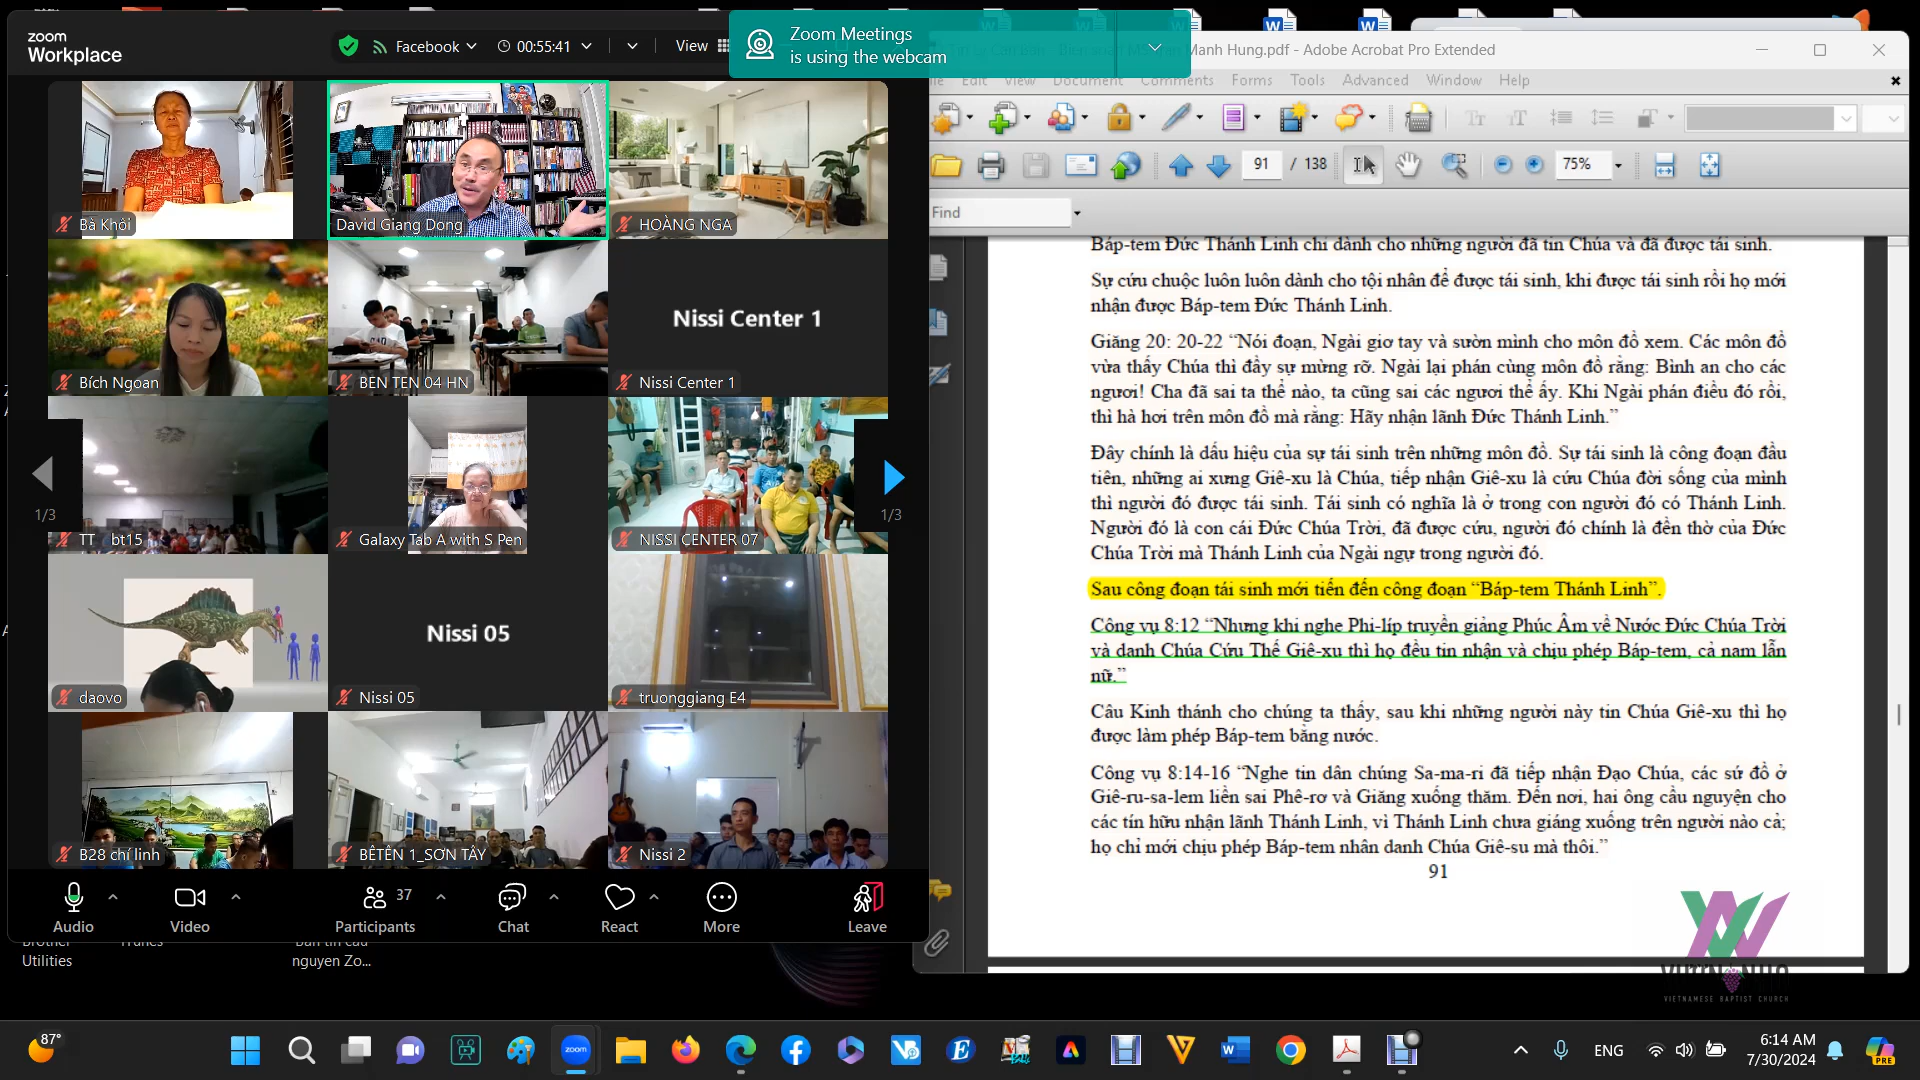 zoom
Workplace
Facebook
00:55:41
View
Zoom Meetings
is using the webcam
Manh Hung.pdf - Adobe Acrobat Pro Extended
Edit View Document Comments Forms Tools Advanced Window Help
91 / 138
75%
Find
Bà Khôi
David Giang Dong
HOÀNG NGA
Bích Ngoan
BEN TEN 04 HN
Nissi Center 1
Nissi Center 1
1/3
TT bt15
Galaxy Tab A with S Pen
NISSI CENTER 07
1/3
daovo
Nissi 05
Nissi 05
truonggiang E4
B28 chí linh
BÊTÊN 1_SƠN TÂY
Nissi 2
Audio
Video
Participants
37
Chat
React
More
Leave
Báp-tem Đức Thánh Linh chỉ dành cho những người đã tin Chúa và đã được tái sinh.
Sự cứu chuộc luôn luôn dành cho tội nhân để được tái sinh, khi được tái sinh rồi họ mới
nhận được Báp-tem Đức Thánh Linh.
Giăng 20: 20-22 “Nói đoạn, Ngài giơ tay và sườn mình cho môn đồ xem. Các môn đồ
vừa thấy Chúa thì đầy sự mừng rỡ. Ngài lại phán cùng môn đồ rằng: Bình an cho các
ngươi! Cha đã sai ta thể nào, ta cũng sai các ngươi thể ấy. Khi Ngài phán điều đó rồi,
thì hà hơi trên môn đồ mà rằng: Hãy nhận lãnh Đức Thánh Linh.”
Đây chính là dấu hiệu của sự tái sinh trên những môn đồ. Sự tái sinh là công đoạn đầu
tiên, những ai xưng Giê-xu là Chúa, tiếp nhận Giê-xu là cứu Chúa đời sống của mình
thì người đó được tái sinh. Tái sinh có nghĩa là ở trong con người đó có Thánh Linh.
Người đó là con cái Đức Chúa Trời, đã được cứu, người đó chính là đền thờ của Đức
Chúa Trời mà Thánh Linh của Ngài ngự trong người đó.
Sau công đoạn tái sinh mới tiến đến công đoạn “Báp-tem Thánh Linh”.
Công vụ 8:12 “Nhưng khi nghe Phi-líp truyền giảng Phúc Âm về Nước Đức Chúa Trời
và danh Chúa Cứu Thế Giê-xu thì họ đều tin nhận và chịu phép Báp-tem, cả nam lẫn
nữ.”
Câu Kinh thánh cho chúng ta thấy, sau khi những người này tin Chúa Giê-xu thì họ
được làm phép Báp-tem bằng nước.
Công vụ 8:14-16 “Nghe tin dân chúng Sa-ma-ri đã tiếp nhận Đạo Chúa, các sứ đồ ở
Giê-ru-sa-lem liền sai Phê-rơ và Giăng xuống thăm. Đến nơi, hai ông cầu nguyện cho
các tín hữu nhận lãnh Thánh Linh, vì Thánh Linh chưa giáng xuống trên người nào cả;
họ chỉ mới chịu phép Báp-tem nhân danh Chúa Giê-su mà thôi.”
91
VIETNAMESE BAPTIST CHURCH
Utilities
nguyen Zo...
87°
zoom
ENG
6:14 AM
7/30/2024
PRE